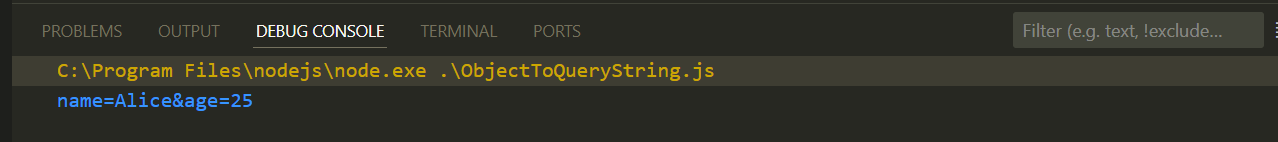 PROBLEMS OUTPUT DEBUG CONSOLE TERMINAL PORTS Filter (e.g. text, !exclude...
C:\Program Files\nodejs\node.exe .\ObjectToQueryString.js
name=Alice&age=25